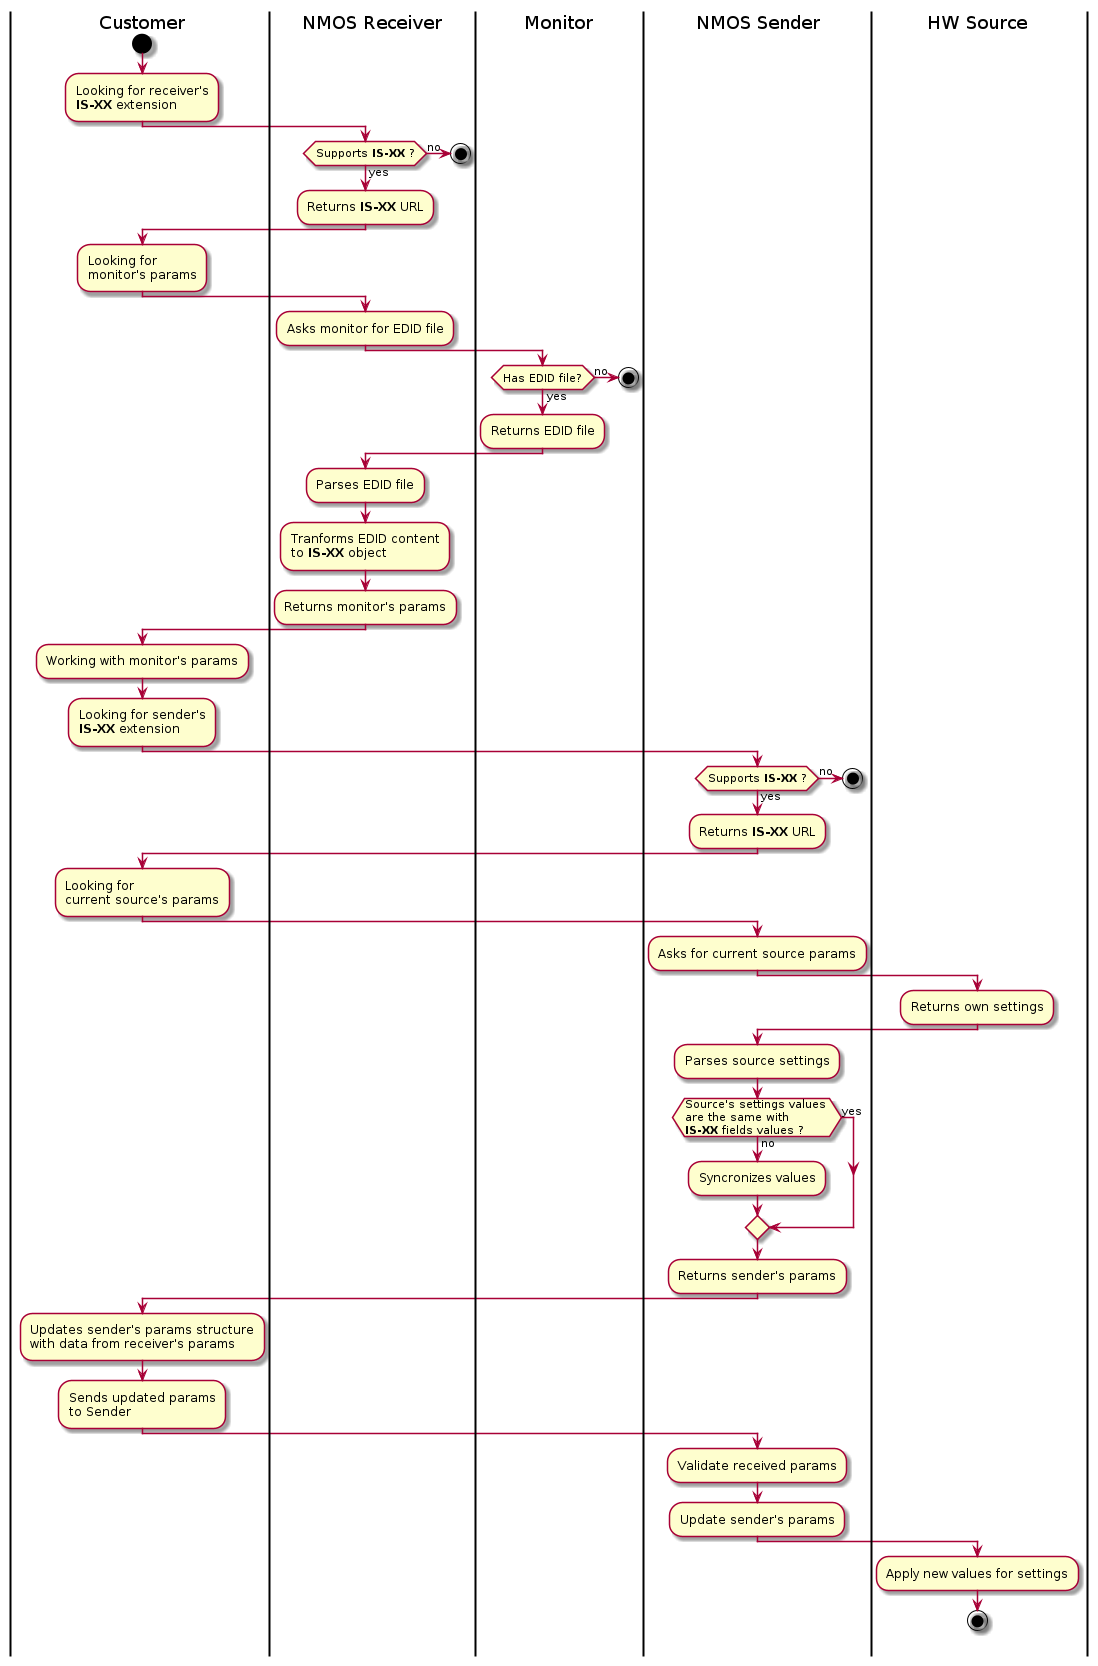 Customer
NMOS Receiver
Monitor
NMOS Sender
HW Source
Looking for receiver's
IS-XX extension
Supports IS-XX ?
no
yes
Returns IS-XX URL
Looking for
monitor's params
Asks monitor for EDID file
Has EDID file?
no
yes
Returns EDID file
Parses EDID file
Tranforms EDID content
to IS-XX object
Returns monitor's params
Working with monitor's params
Looking for sender's
IS-XX extension
Supports IS-XX ?
no
yes
Returns IS-XX URL
Looking for
current source's params
Asks for current source params
Returns own settings
Parses source settings
Source's settings values
are the same with
IS-XX fields values ?
yes
no
Syncronizes values
Returns sender's params
Updates sender's params structure
with data from receiver's params
Sends updated params
to Sender
Validate received params
Update sender's params
Apply new values for settings